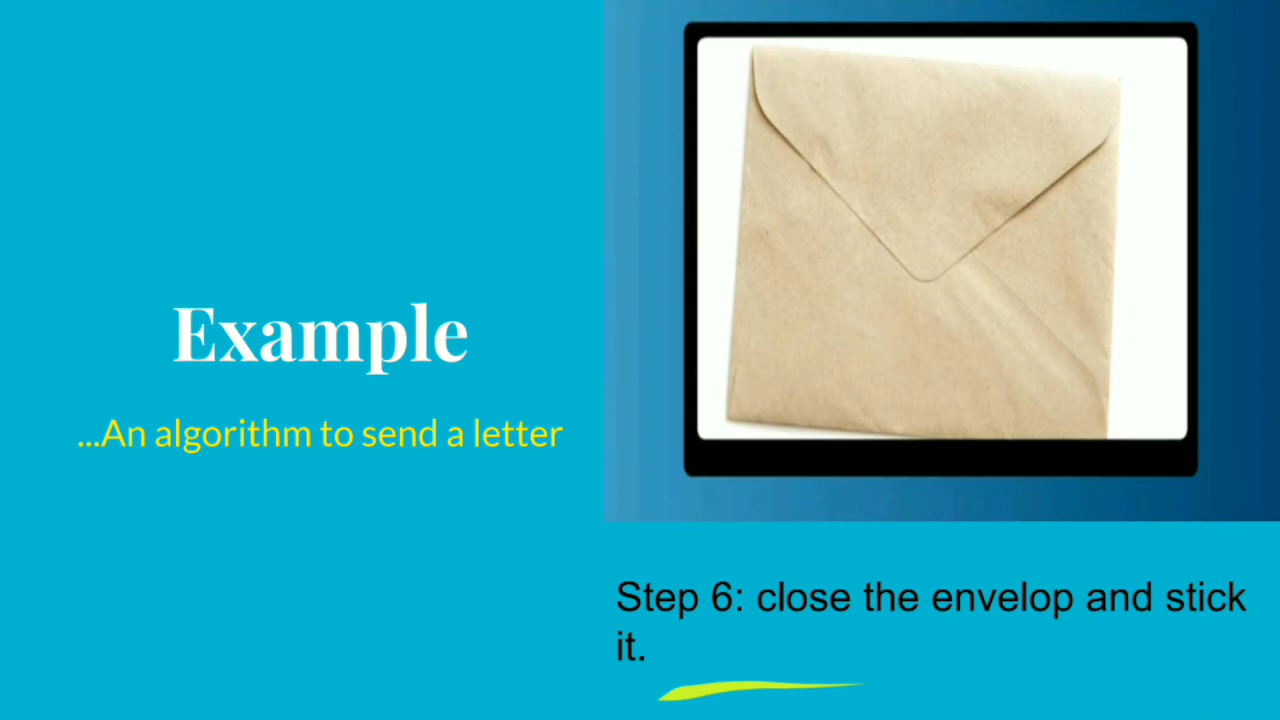 Example
...An algorithm to send a letter
Step 6: close the envelop and stick
it.